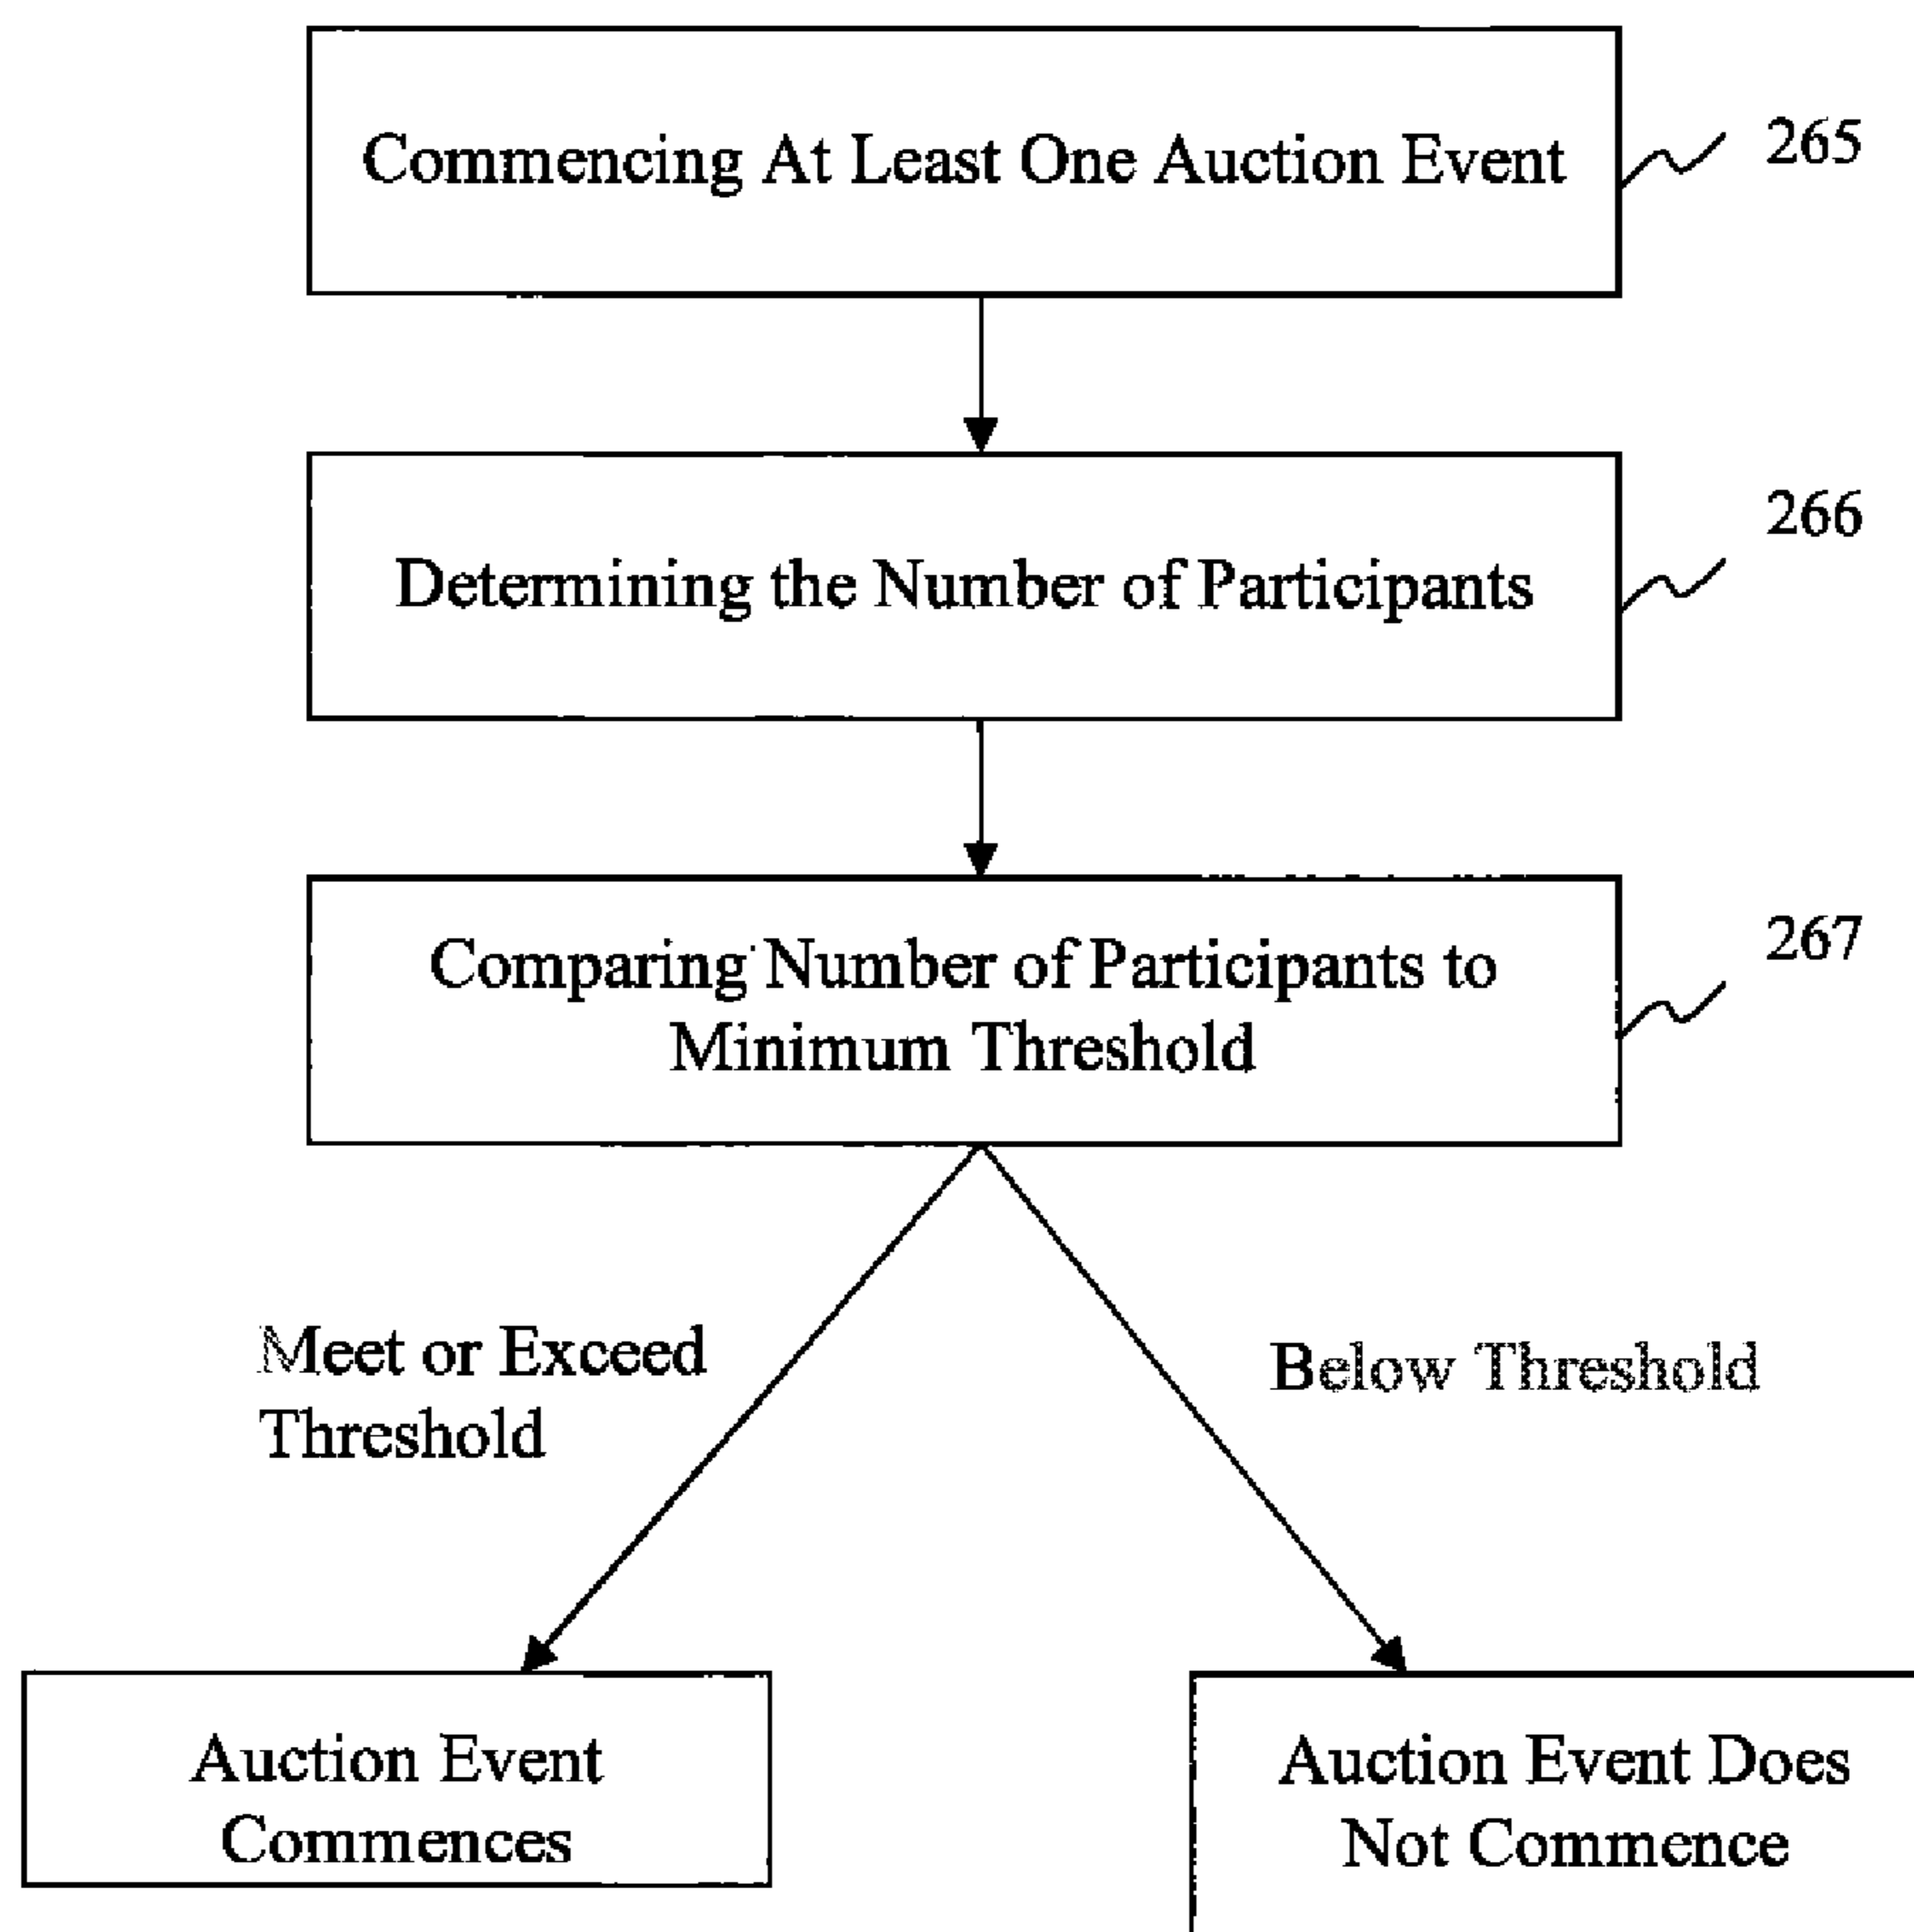 Commencing At Least One Auction Event
265
Determining the Number of Participants
266
Comparing Number of Participants to
Minimum Threshold
267
Meet or Exceed
Threshold
Below Threshold
Auction Event
Commences
Auction Event Does
Not Commence